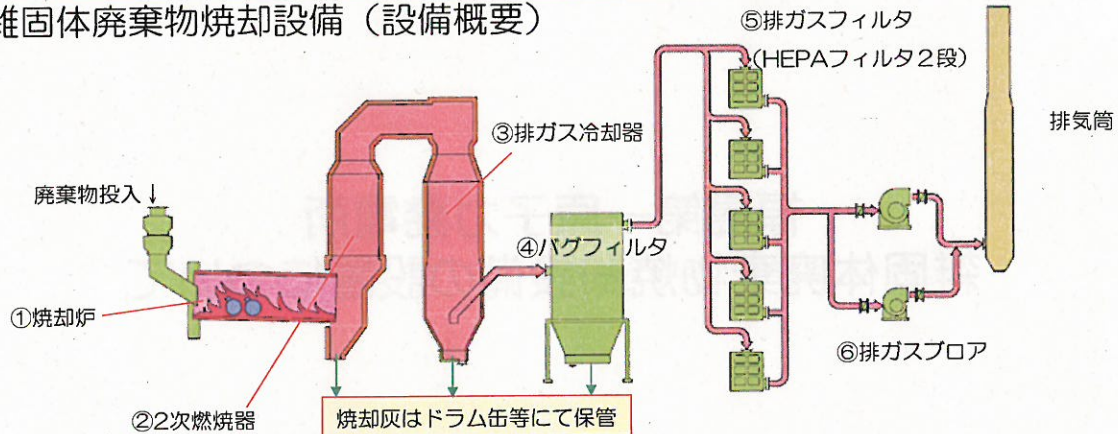 雑固体廃棄物焼却設備（設備概要）
⑤排ガスフィルタ
(HEPAフィルタ2段)
排気筒
③排ガス冷却器
廃棄物投入↓
④バグフィルタ
①焼却炉
⑥排ガスブロア
②2次燃焼器
焼却灰はドラム缶等にて保管